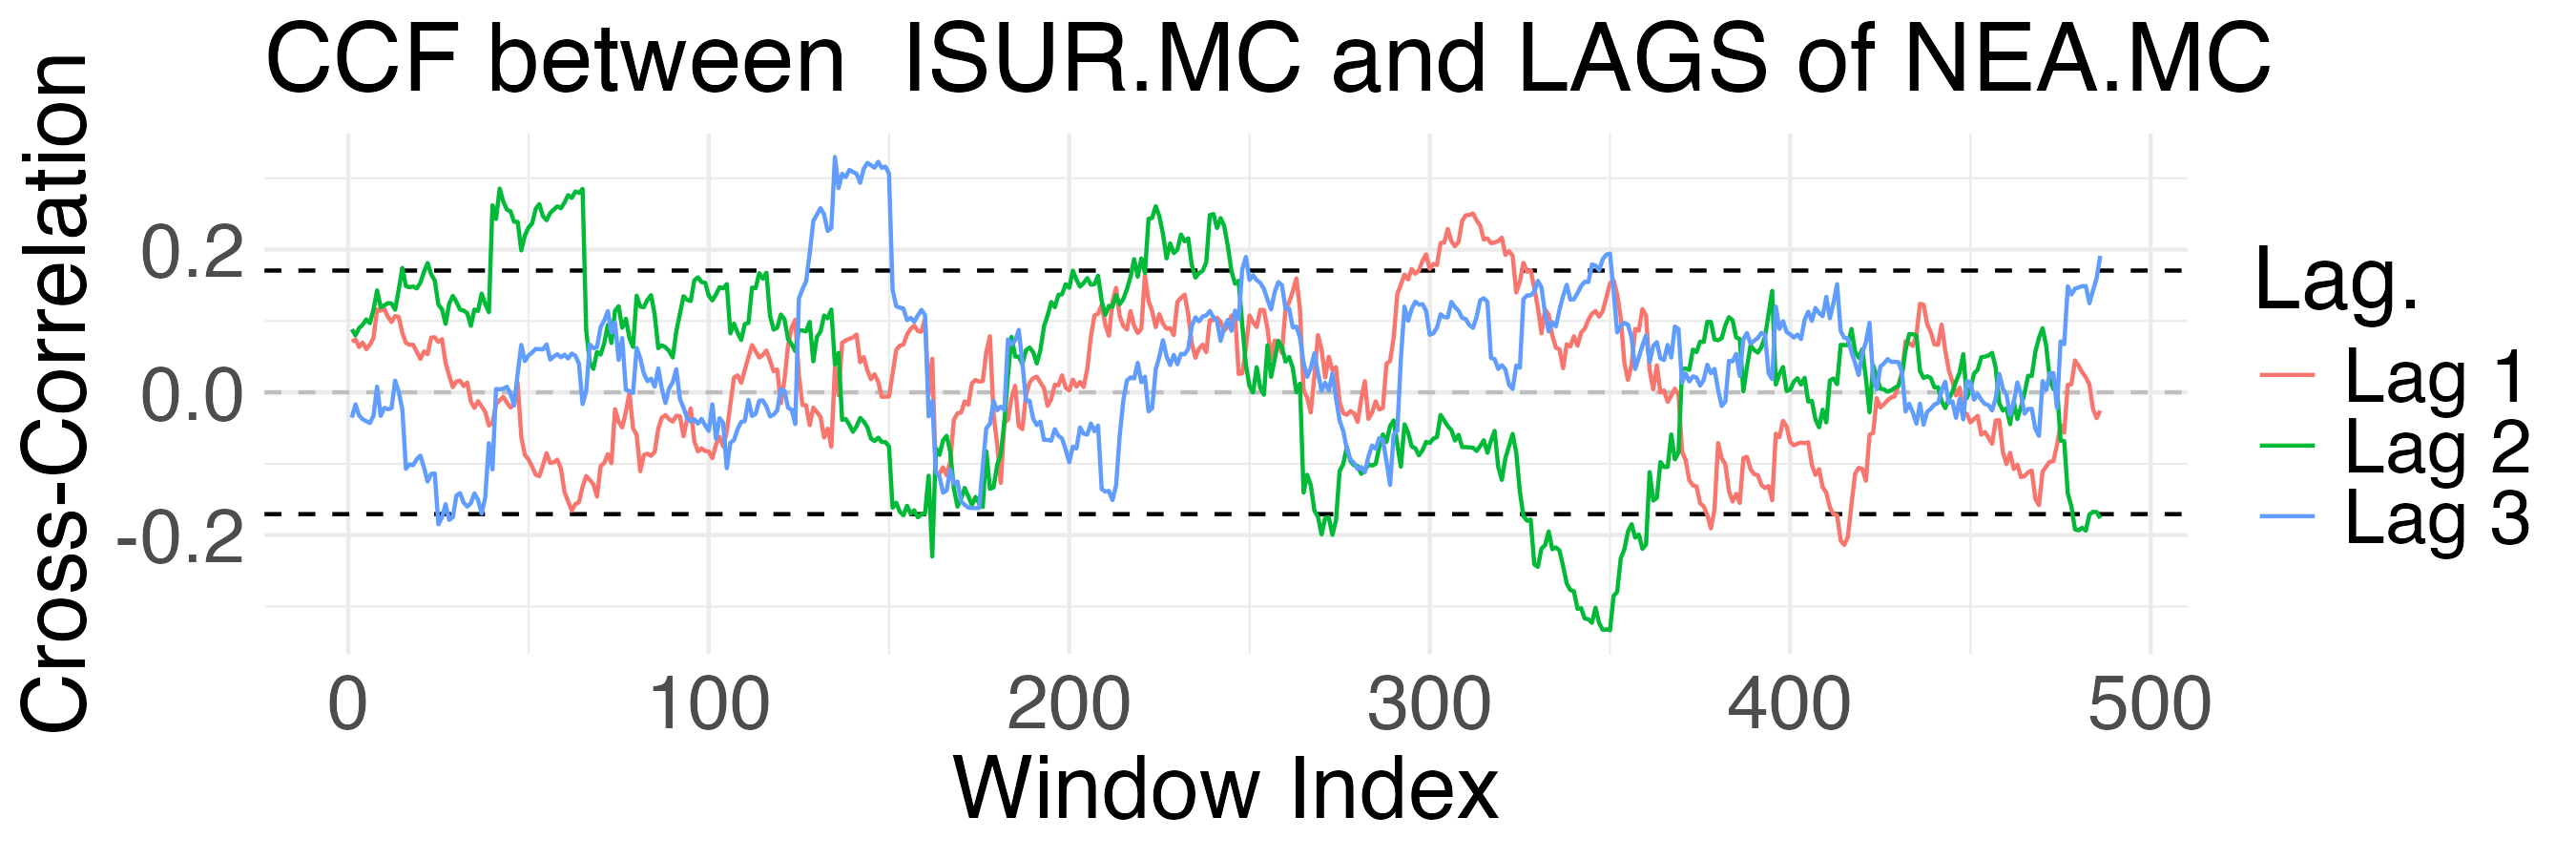 CCF between  ISUR.MC and LAGS of NEA.MC
Cross-Correlation
0.2
0.0
-0.2
0 100 200 300 400 500
Window Index
Lag.
Lag 1
Lag 2
Lag 3